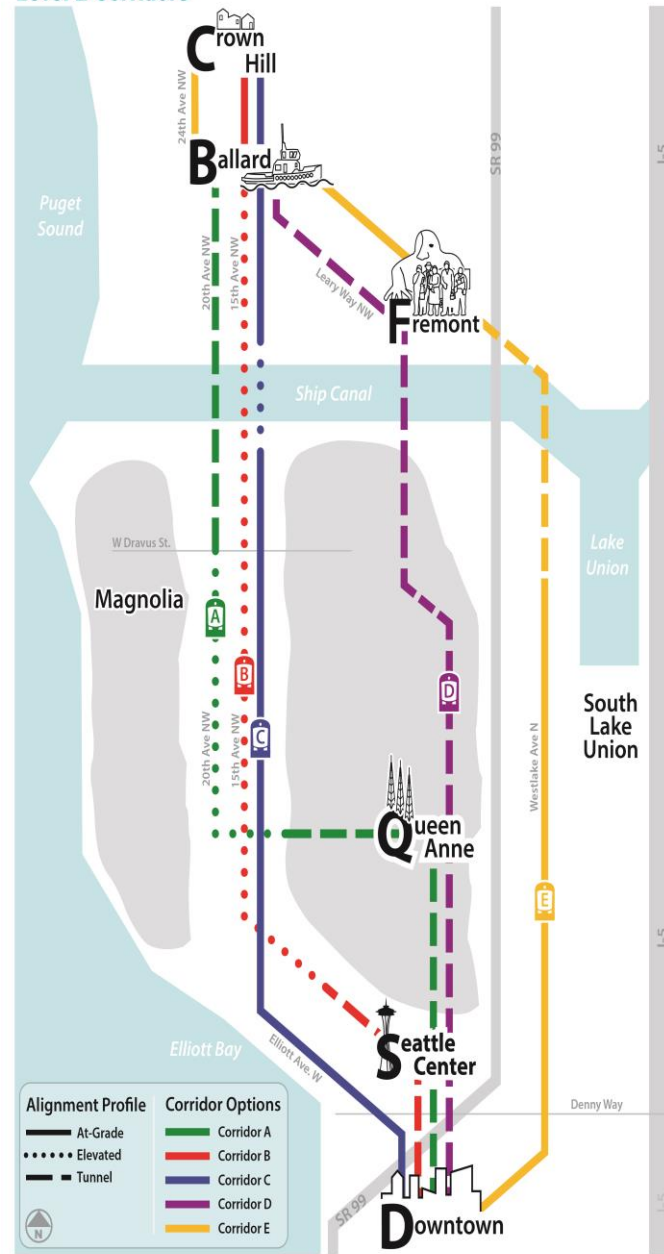 Crown
Hill
24th Ave NW
SR 99
I-5
Ballard
Puget
Sound
20th Ave NW
15th Ave NW
Leary Way NW
Fremont
Ship Canal
W Dravus St.
Lake
Union
Magnolia
A
B
C
D
20th Ave NW
15th Ave NW
South
Lake
Union
Westlake Ave N
Queen
Anne
E
I-5
Elliott Bay
Elliott Ave. W
Seattle
Center
Denny Way
Alignment Profile
At-Grade
Elevated
Tunnel
Corridor Options
Corridor A
Corridor B
Corridor C
Corridor D
Corridor E
N
SR 99
Downtown
I-5